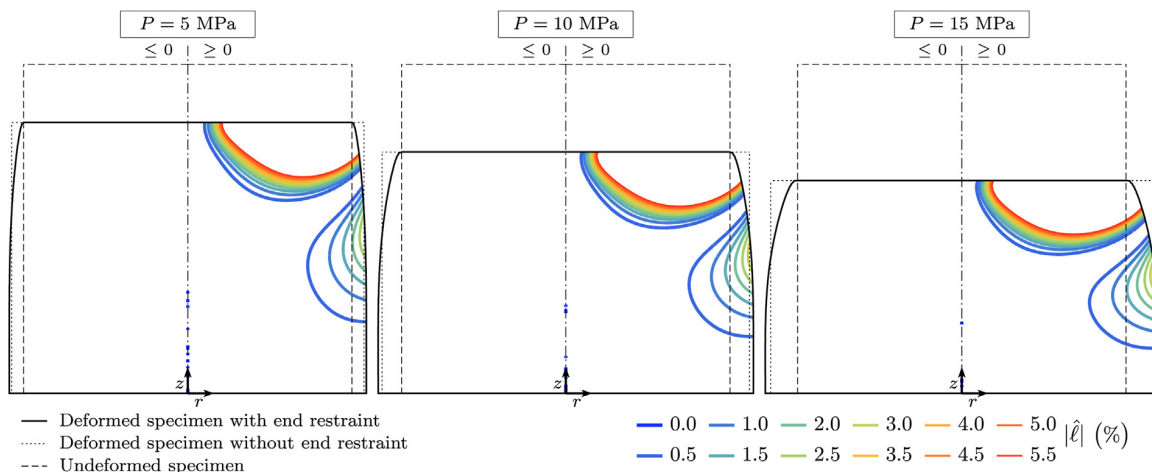 P = 5 MPa
≤ 0 ≥ 0
P = 10 MPa
≤ 0 ≥ 0
P = 15 MPa
≤ 0 ≥ 0
z
r
z
r
z
r
Deformed specimen with end restraint
Deformed specimen without end restraint
Undeformed specimen
0.0 1.0 2.0 3.0 4.0 5.0
0.5 1.5 2.5 3.5 4.5 5.5
|ℓ̂| (%)